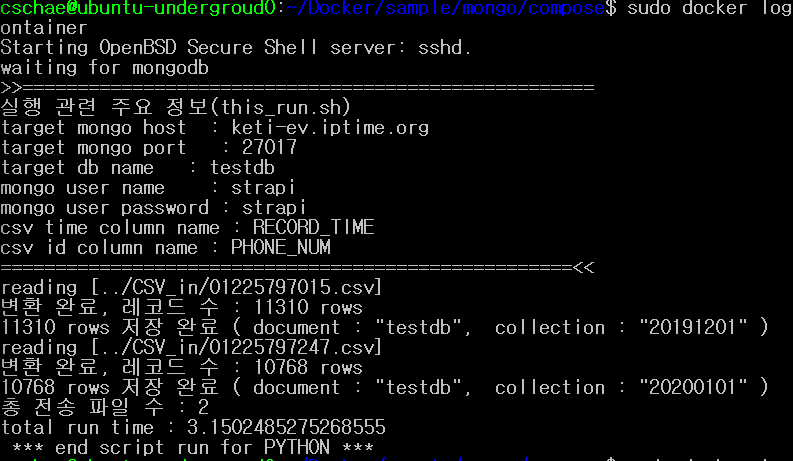 cschae@ubuntu-undergroud0:~/Docker/sample/mongo/compose$ sudo docker log
ontainer
Starting OpenBSD Secure Shell server: sshd.
waiting for mongodb
>>====================================================
실행 관련 주요 정보(this_run.sh)
target mongo host  : keti-ev.iptime.org
target mongo port   : 27017
target db name   : testdb
mongo user name    : strapi
mongo user password : strapi
csv time column name : RECORD_TIME
csv id column name : PHONE_NUM
====================================================<<
reading [../CSV_in/01225797015.csv]
변환 완료, 레코드 수 : 11310 rows
11310 rows 저장 완료 ( document : "testdb",  collection : "20191201" )
reading [../CSV_in/01225797247.csv]
변환 완료, 레코드 수 : 10768 rows
10768 rows 저장 완료 ( document : "testdb",  collection : "20200101" )
총 전송 파일 수 : 2
total run time : 3.1502485275268555
 *** end script run for PYTHON ***